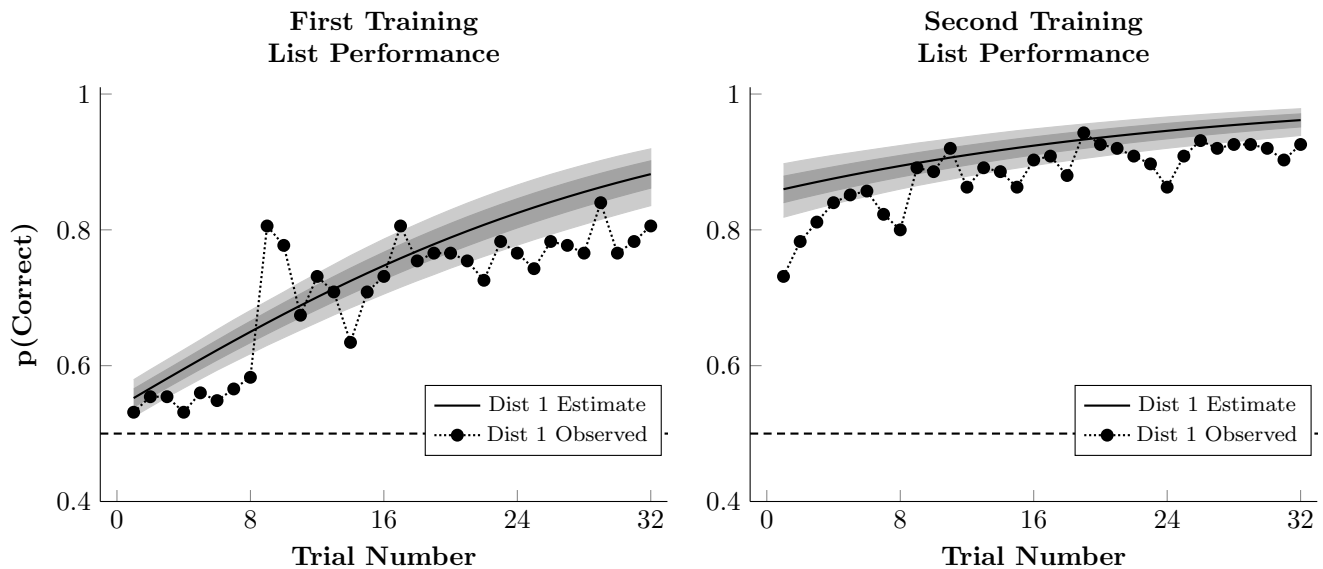 First Training
List Performance
p(Correct)
1
0.8
0.6
0.4
0
8
16
24
32
Trial Number
Dist 1 Estimate
Dist 1 Observed
Second Training
List Performance
1
0.8
0.6
0.4
0
8
16
24
32
Trial Number
Dist 1 Estimate
Dist 1 Observed